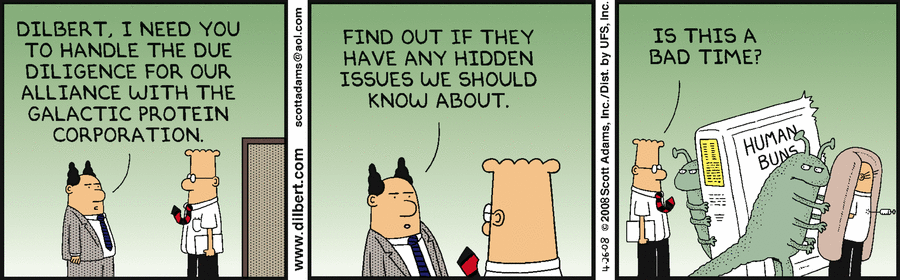 DILBERT, I NEED YOU
TO HANDLE THE DUE
DILIGENCE FOR OUR
ALLIANCE WITH THE
GALACTIC PROTEIN
CORPORATION.
www.dilbert.com
scottadams@aol.com
FIND OUT IF THEY
HAVE ANY HIDDEN
ISSUES WE SHOULD
KNOW ABOUT.
4-26-08 © 2008 Scott Adams, Inc./Dist. by UFS, Inc.
IS THIS A
BAD TIME?
HUMAN
BUNS